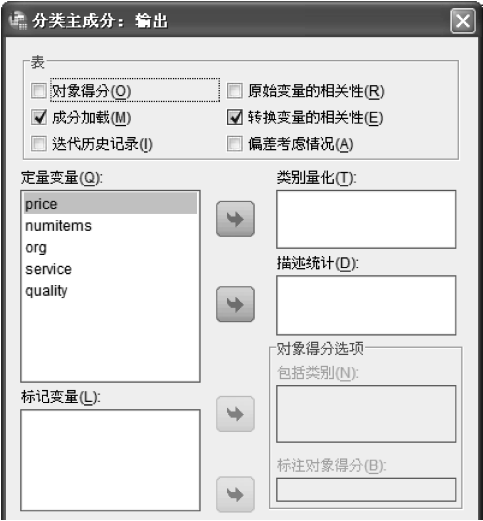 分类主成分：输出
表
对象得分(O)
原始变量的相关性(R)
成分加载(M)
转换变量的相关性(E)
迭代历史记录(I)
偏差考虑情况(A)
定量变量(Q):
price
numitems
org
service
quality
类别量化(T):
描述统计(D):
对象得分选项
包括类别(N):
标记变量(L):
标注对象得分(B):